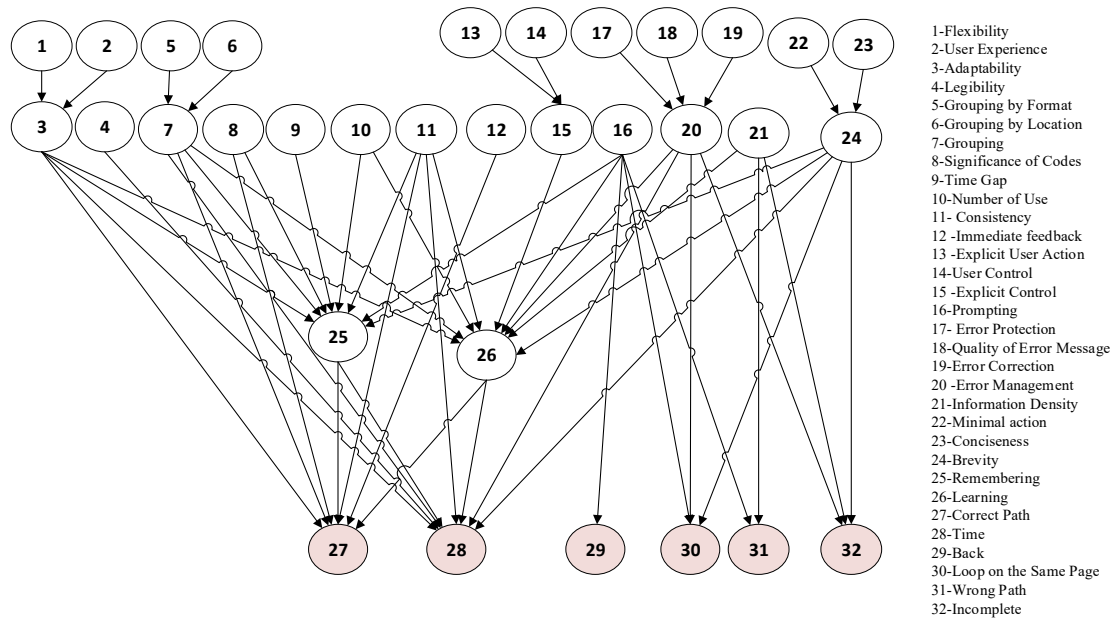 1
2
5
6
13
14
17
18
19
22
23
3
4
7
8
9
10
11
12
15
16
20
21
24
25
26
27
28
29
30
31
32
1-Flexibility
2-User Experience
3-Adaptability
4-Legibility
5-Grouping by Format
6-Grouping by Location
7-Grouping
8-Significance of Codes
9-Time Gap
10-Number of Use
11- Consistency
12 -Immediate feedback
13 -Explicit User Action
14-User Control
15 -Explicit Control
16-Prompting
17- Error Protection
18-Quality of Error Message
19-Error Correction
20 -Error Management
21-Information Density
22-Minimal action
23-Conciseness
24-Brevity
25-Remembering
26-Learning
27-Correct Path
28-Time
29-Back
30-Loop on the Same Page
31-Wrong Path
32-Incomplete